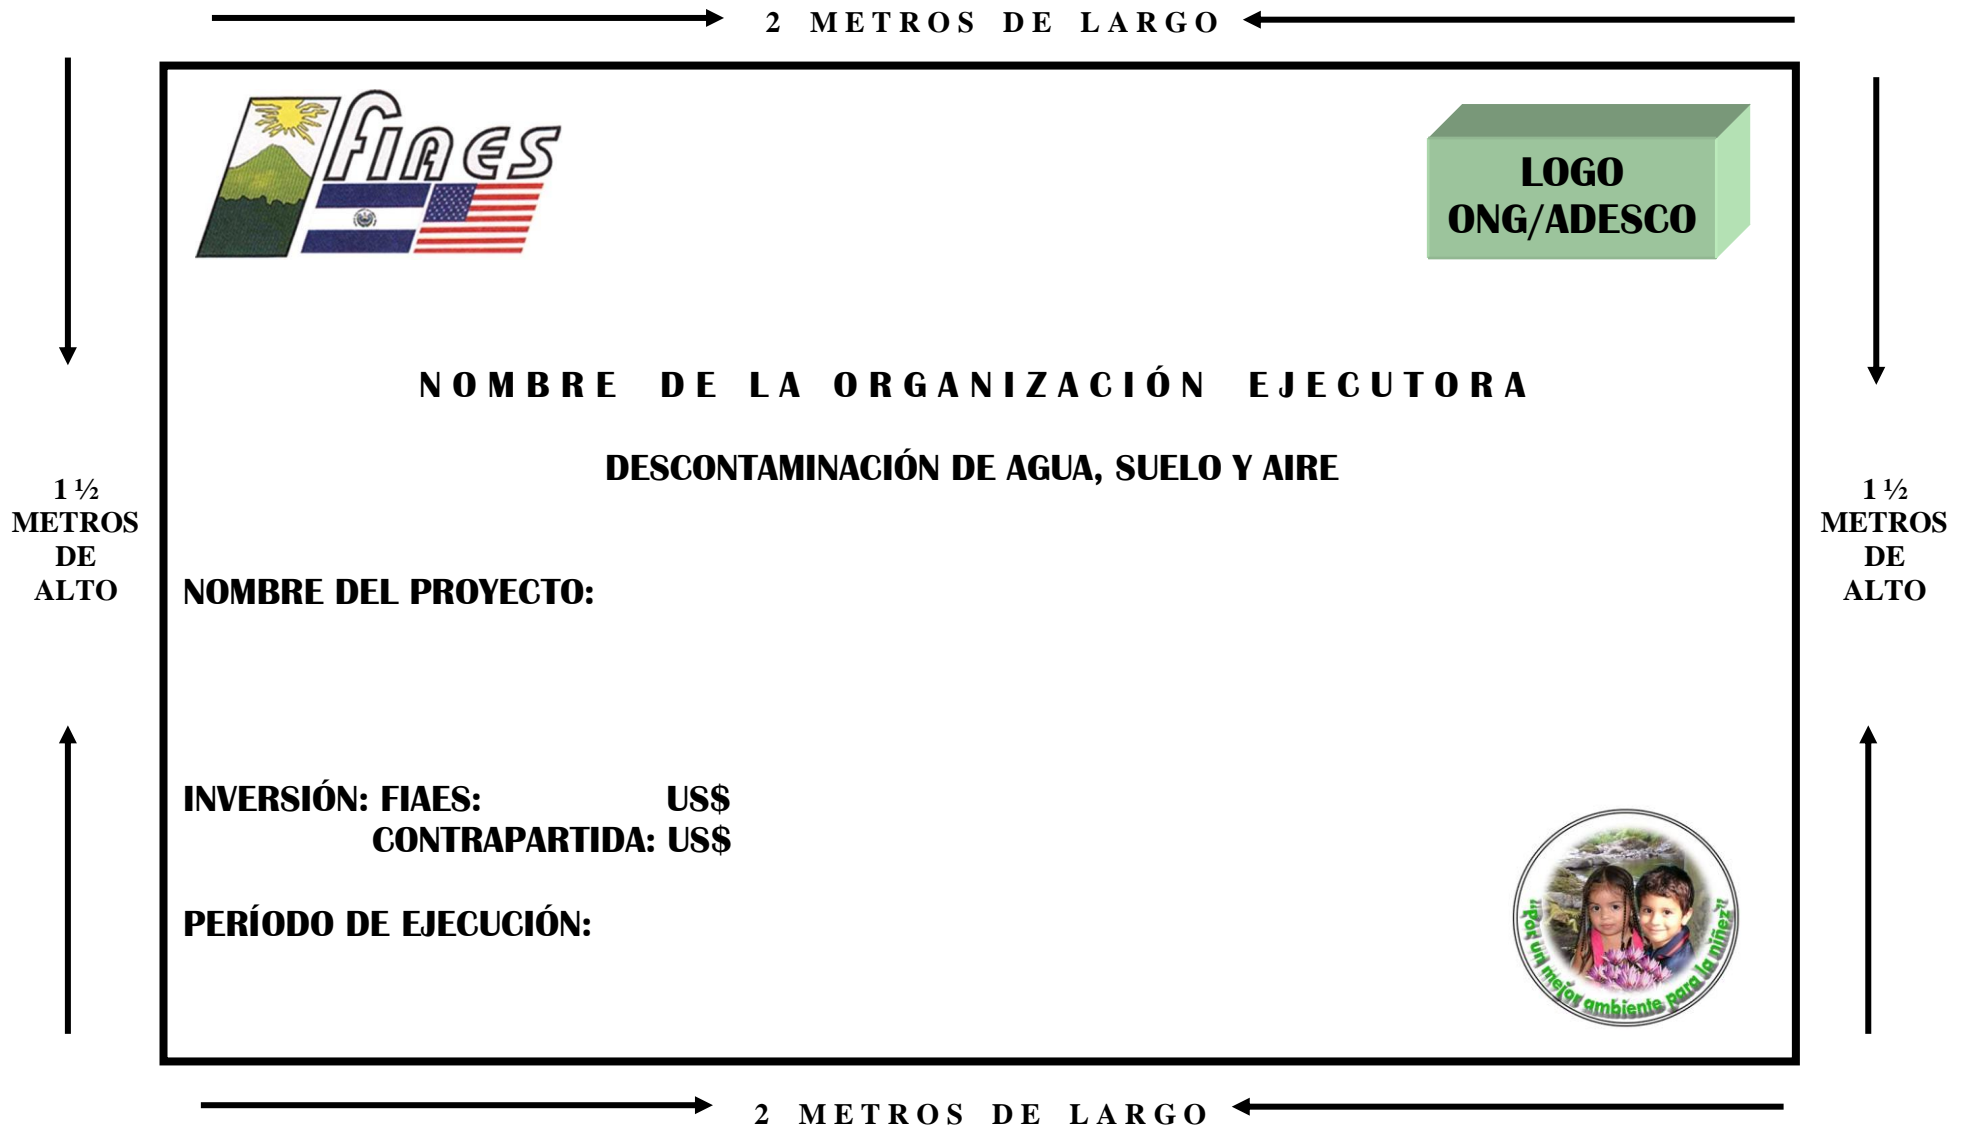 2 METROS DE LARGO
FIAES
LOGO
ONG/ADESCO
NOMBRE DE LA ORGANIZACIÓN EJECUTORA
DESCONTAMINACIÓN DE AGUA, SUELO Y AIRE
1 ½
METROS
DE
ALTO
1 ½
METROS
DE
ALTO
NOMBRE DEL PROYECTO:
INVERSIÓN: FIAES: US$
CONTRAPARTIDA: US$
PERÍODO DE EJECUCIÓN:
"Por un mejor ambiente para la niñez"
2 METROS DE LARGO